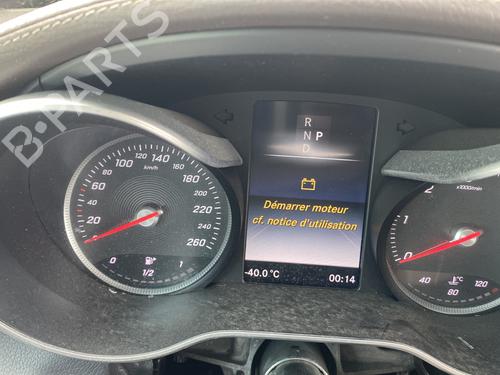 B-PARTS
R
N P
D
Démarrer moteur
cf. notice d'utilisation
-40.0 °C 00:14
20
40
60
80
100
120
140
160
180
200
220
240
260
km/h
0 1/2 1
0
1
2
x1000/min
40 80 120
°C